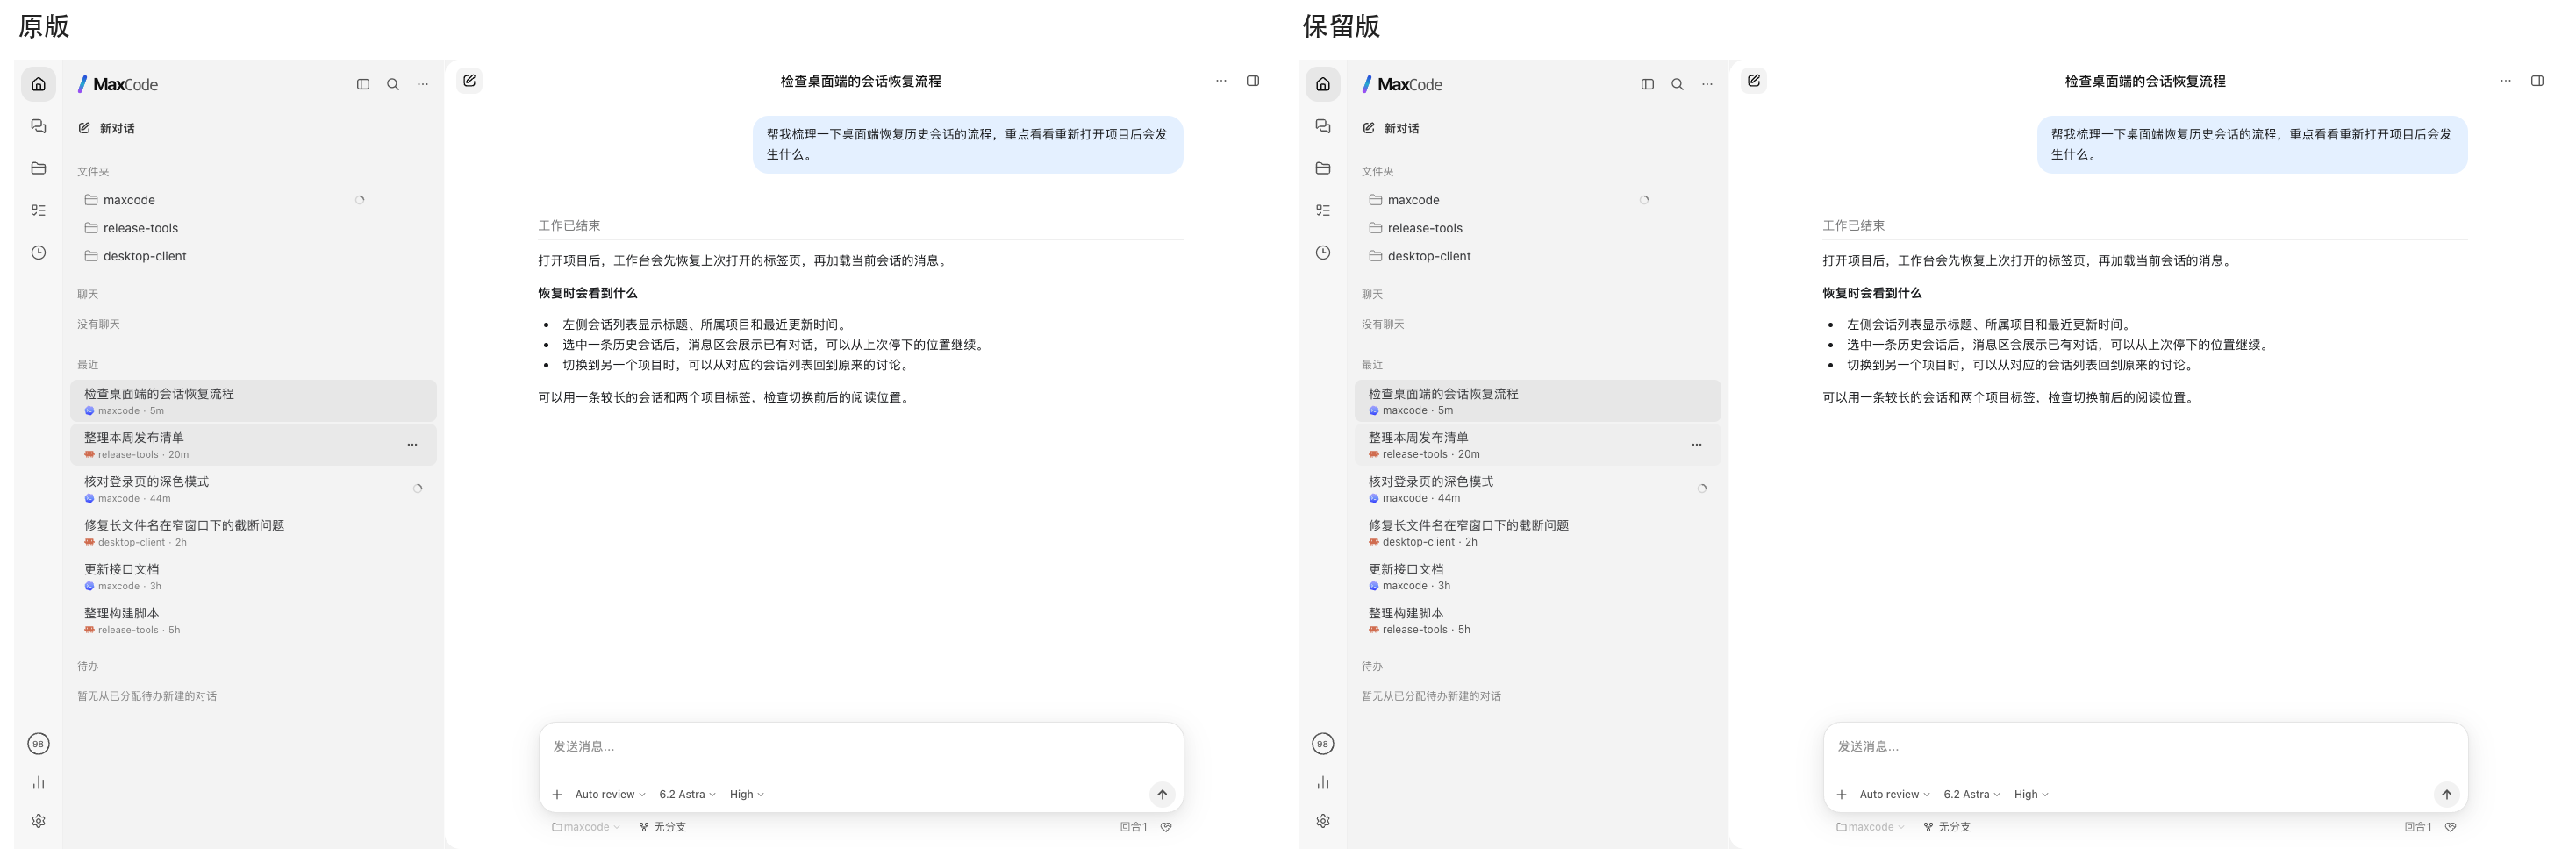 原版
MaxCode
新对话
文件夹
maxcode
release-tools
desktop-client
聊天
没有聊天
最近
检查桌面端的会话恢复流程
maxcode · 5m
整理本周发布清单
release-tools · 20m
核对登录页的深色模式
maxcode · 44m
修复长文件名在窄窗口下的截断问题
desktop-client · 2h
更新接口文档
maxcode · 3h
整理构建脚本
release-tools · 5h
待办
暂无从已分配待办新建的对话
98
检查桌面端的会话恢复流程
帮我梳理一下桌面端恢复历史会话的流程，重点看看重新打开项目后会发
生什么。
工作已结束
打开项目后，工作台会先恢复上次打开的标签页，再加载当前会话的消息。
恢复时会看到什么
• 左侧会话列表显示标题、所属项目和最近更新时间。
• 选中一条历史会话后，消息区会展示已有对话，可以从上次停下的位置继续。
• 切换到另一个项目时，可以从对应的会话列表回到原来的讨论。
可以用一条较长的会话和两个项目标签，检查切换前后的阅读位置。
发送消息...
Auto review 6.2 Astra High
maxcode 无分支 回合1
保留版
MaxCode
新对话
文件夹
maxcode
release-tools
desktop-client
聊天
没有聊天
最近
检查桌面端的会话恢复流程
maxcode · 5m
整理本周发布清单
release-tools · 20m
核对登录页的深色模式
maxcode · 44m
修复长文件名在窄窗口下的截断问题
desktop-client · 2h
更新接口文档
maxcode · 3h
整理构建脚本
release-tools · 5h
待办
暂无从已分配待办新建的对话
98
检查桌面端的会话恢复流程
帮我梳理一下桌面端恢复历史会话的流程，重点看看重新打开项目后会发
生什么。
工作已结束
打开项目后，工作台会先恢复上次打开的标签页，再加载当前会话的消息。
恢复时会看到什么
• 左侧会话列表显示标题、所属项目和最近更新时间。
• 选中一条历史会话后，消息区会展示已有对话，可以从上次停下的位置继续。
• 切换到另一个项目时，可以从对应的会话列表回到原来的讨论。
可以用一条较长的会话和两个项目标签，检查切换前后的阅读位置。
发送消息...
Auto review 6.2 Astra High
maxcode 无分支 回合1